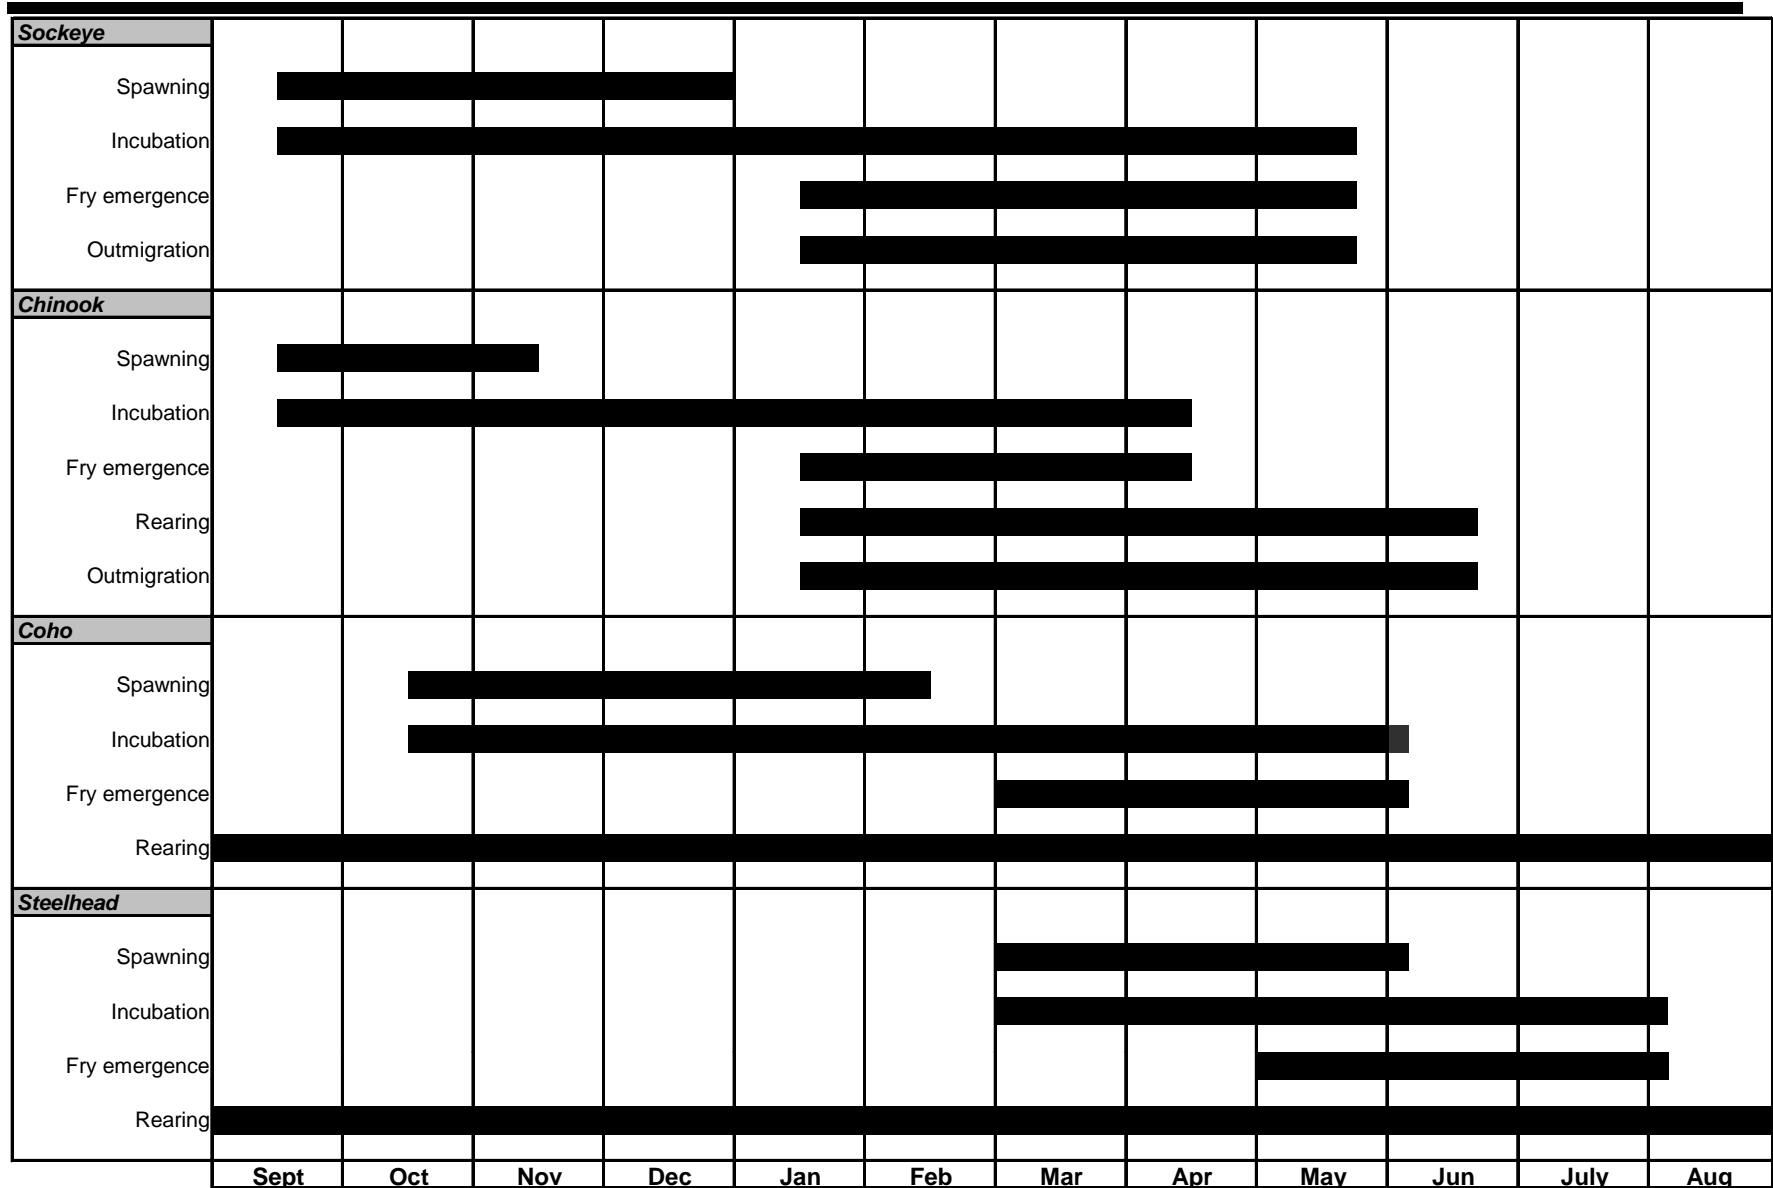 Sockeye
Spawning
Incubation
Fry emergence
Outmigration
Chinook
Spawning
Incubation
Fry emergence
Rearing
Outmigration
Coho
Spawning
Incubation
Fry emergence
Rearing
Steelhead
Spawning
Incubation
Fry emergence
Rearing
Sept Oct Nov Dec Jan Feb Mar Apr May Jun July Aug